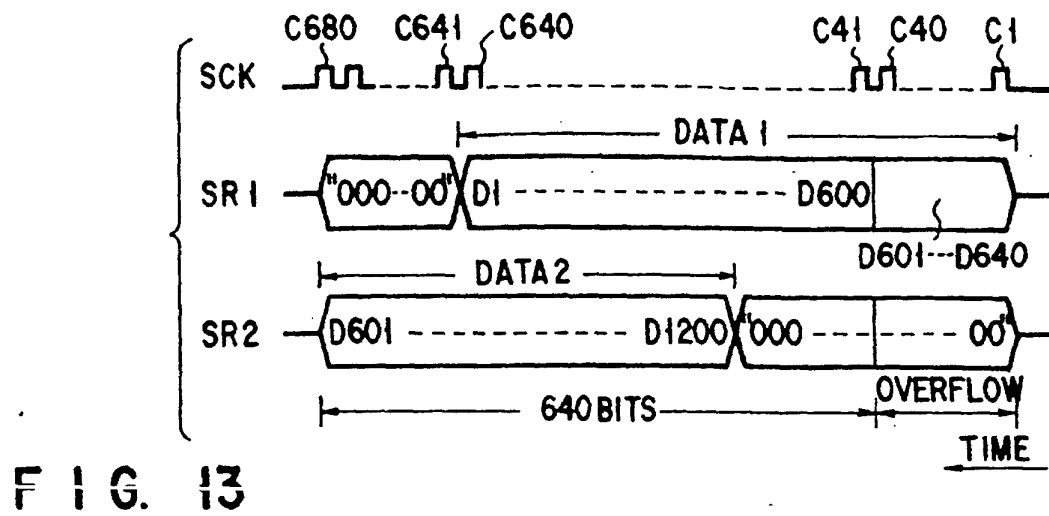 C680 C641 C640 C41 C40 C1
SCK
DATA 1
SR1 "000--00" D1 ------------ D600
D601---D640
DATA 2
SR2 D601 -------- D1200 "000 -------- 00"
OVERFLOW
640 BITS
TIME
FIG. 13